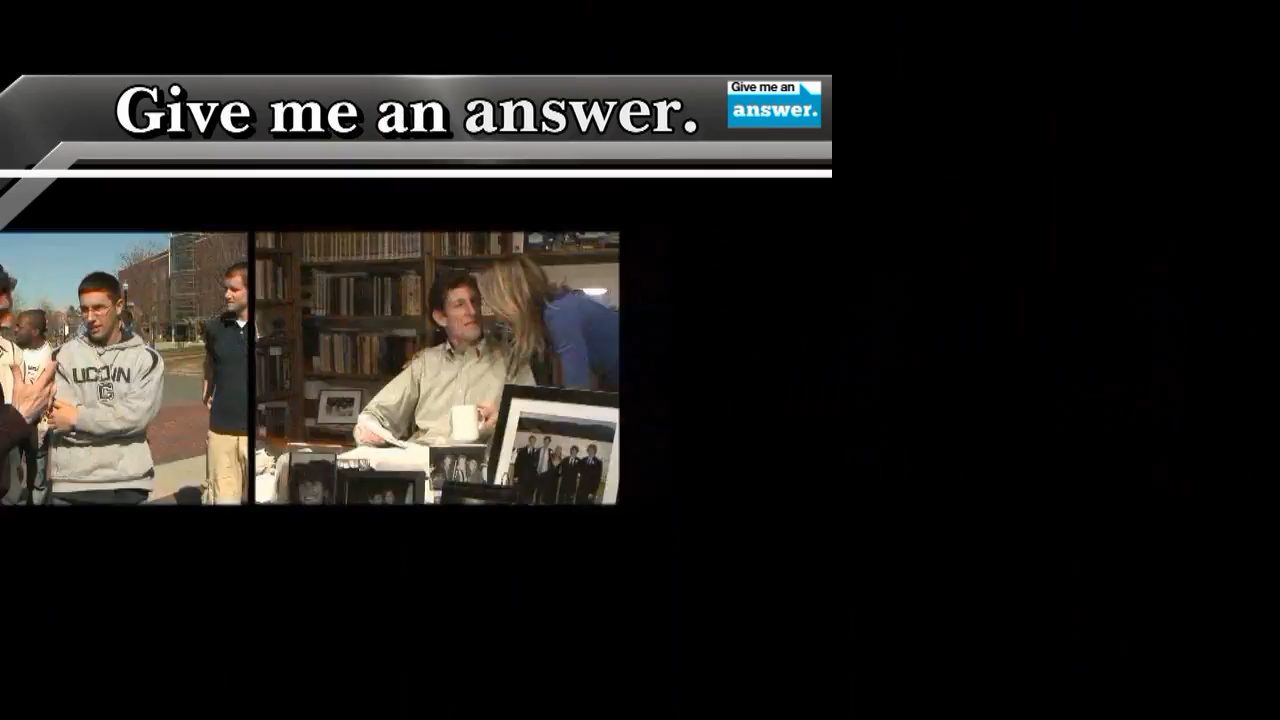 Give me an answer.
Give me an
answer.
UCONN
C